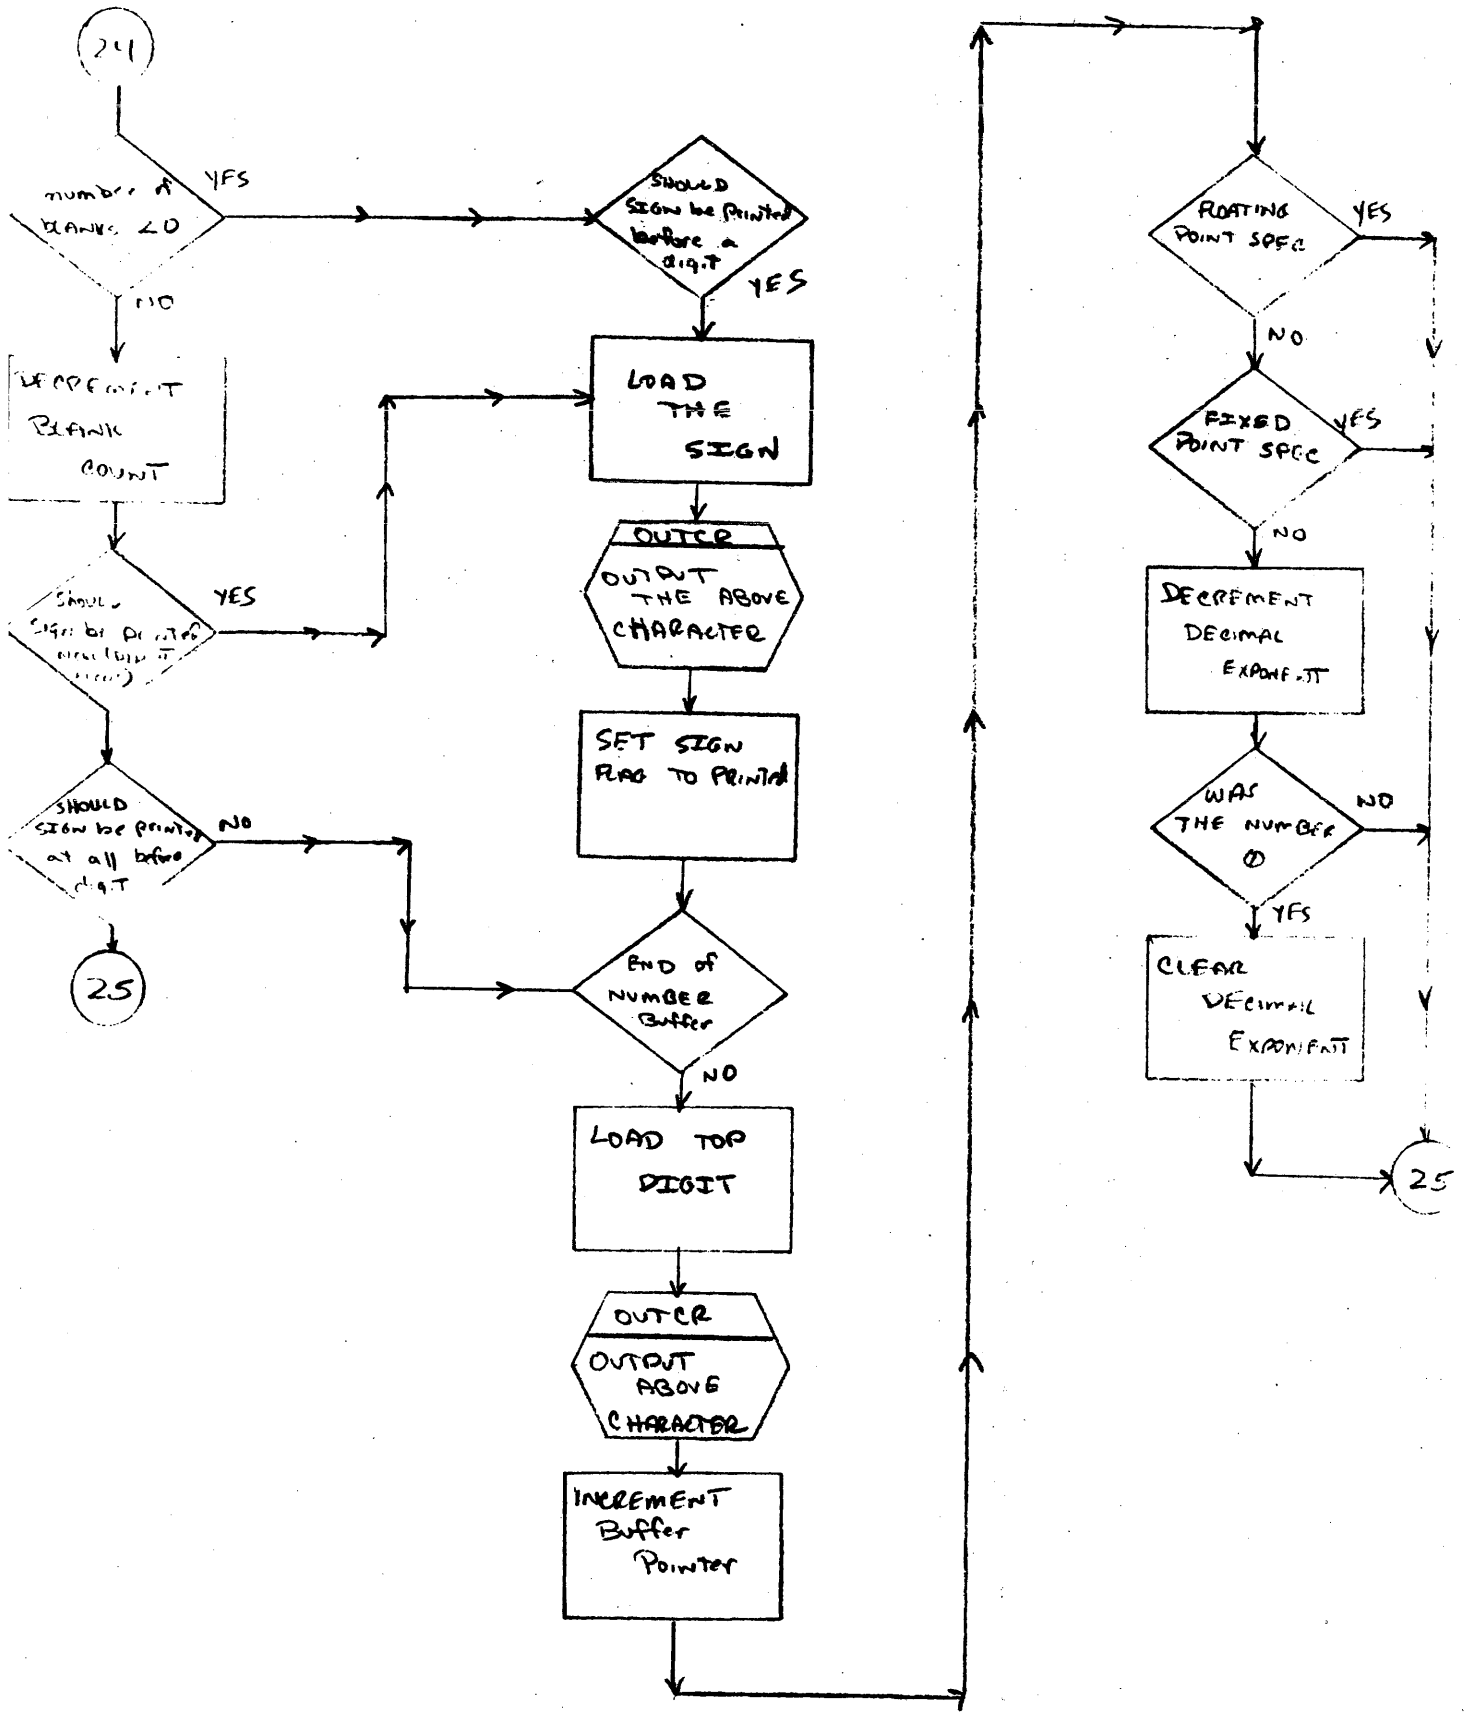 24
number of
blanks <0
YES
NO
DECREMENT
BLANK
COUNT
SHOULD
sign be printed
YES
SHOULD
SIGN be printed
at all before
digit
NO
25
SHOULD
SIGN be printed
before a
digit
YES
LOAD
THE
SIGN
OUTCR
OUTPUT
THE ABOVE
CHARACTER
SET SIGN
FLAG TO PRINTED
END of
NUMBER
Buffer
NO
LOAD TOP
DIGIT
OUTCR
OUTPUT
ABOVE
CHARACTER
INCREMENT
Buffer
Pointer
FLOATING
POINT SPEC
YES
NO
FIXED
POINT SPEC
YES
NO
DECREMENT
DECIMAL
EXPONENT
WAS
THE NUMBER
0
NO
YES
CLEAR
DECIMAL
EXPONENT
25